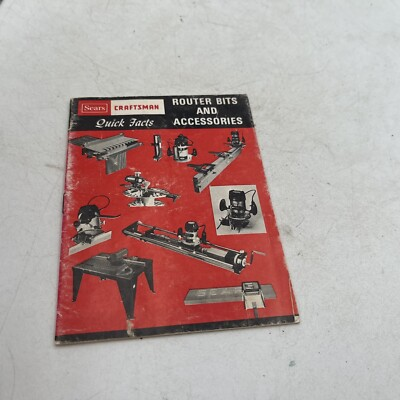 Sears
CRAFTSMAN
Quick Facts
ROUTER BITS
AND
ACCESSORIES